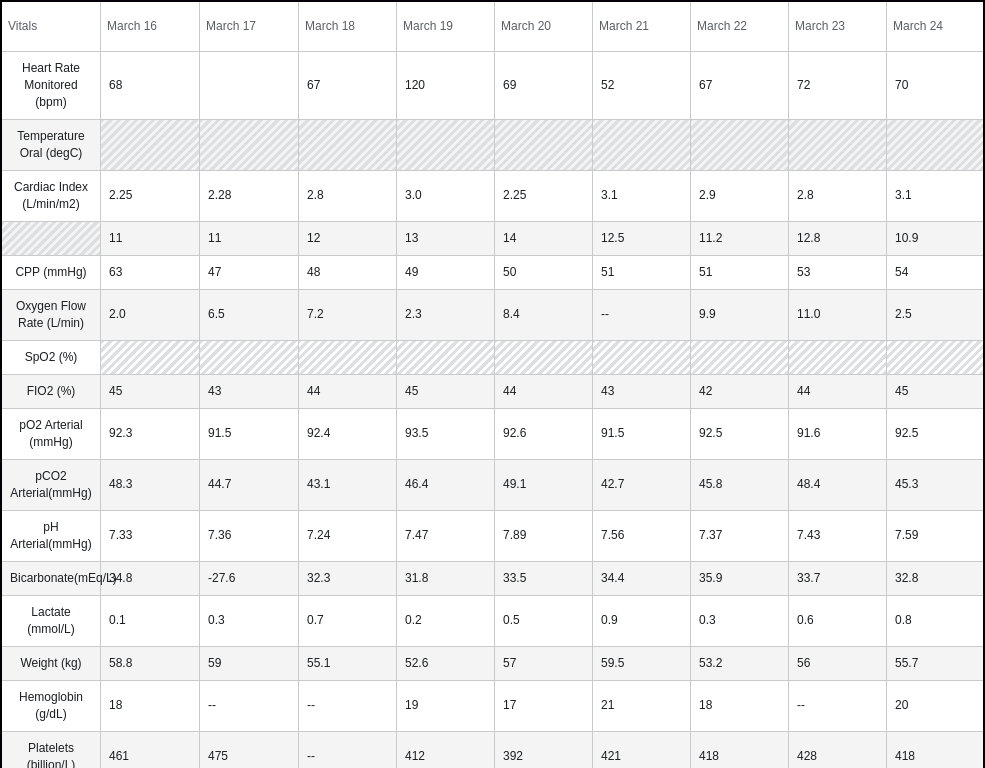 Vitals March 16 March 17 March 18 March 19 March 20 March 21 March 22 March 23 March 24
Heart Rate
Monitored
(bpm)
68 67 120 69 52 67 72 70
Temperature
Oral (degC)
Cardiac Index
(L/min/m2)
2.25 2.28 2.8 3.0 2.25 3.1 2.9 2.8 3.1
11 11 12 13 14 12.5 11.2 12.8 10.9
CPP (mmHg) 63 47 48 49 50 51 51 53 54
Oxygen Flow
Rate (L/min)
2.0 6.5 7.2 2.3 8.4 -- 9.9 11.0 2.5
SpO2 (%)
FIO2 (%) 45 43 44 45 44 43 42 44 45
pO2 Arterial
(mmHg)
92.3 91.5 92.4 93.5 92.6 91.5 92.5 91.6 92.5
pCO2
Arterial(mmHg)
48.3 44.7 43.1 46.4 49.1 42.7 45.8 48.4 45.3
pH
Arterial(mmHg)
7.33 7.36 7.24 7.47 7.89 7.56 7.37 7.43 7.59
Bicarbonate(mEq/L) 34.8 -27.6 32.3 31.8 33.5 34.4 35.9 33.7 32.8
Lactate
(mmol/L)
0.1 0.3 0.7 0.2 0.5 0.9 0.3 0.6 0.8
Weight (kg) 58.8 59 55.1 52.6 57 59.5 53.2 56 55.7
Hemoglobin
(g/dL)
18 -- -- 19 17 21 18 -- 20
Platelets
(billion/L)
461 475 -- 412 392 421 418 428 418